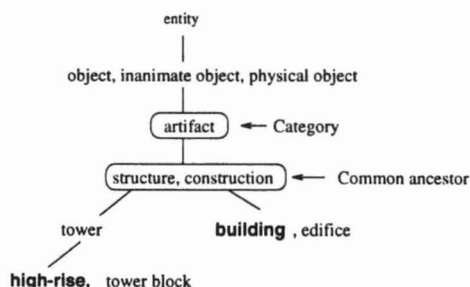 entity
object, inanimate object, physical object
artifact Category
structure, construction Common ancestor
tower building , edifice
high-rise, tower block